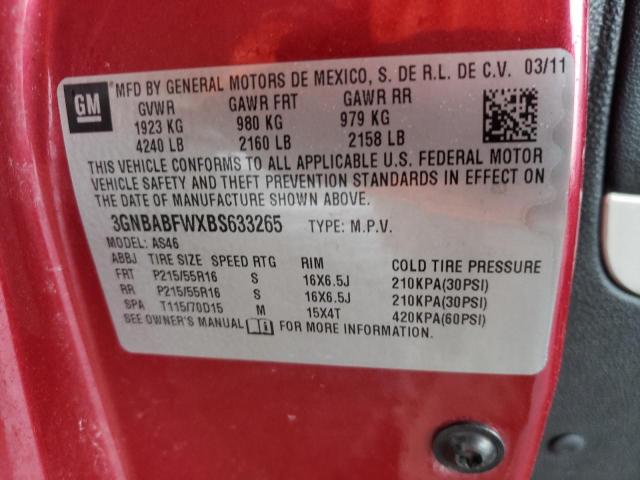 GM
MFD BY GENERAL MOTORS DE MEXICO, S. DE R.L. DE C.V. 03/11
GVWR GAWR FRT GAWR RR
1923 KG 980 KG 979 KG
4240 LB 2160 LB 2158 LB
THIS VEHICLE CONFORMS TO ALL APPLICABLE U.S. FEDERAL MOTOR
VEHICLE SAFETY AND THEFT PREVENTION STANDARDS IN EFFECT ON
THE DATE OF MANUFACTURE SHOWN ABOVE.
3GNBABFWXBS633265 TYPE: M.P.V.
MODEL: AS46
ABBJ TIRE SIZE SPEED RTG RIM COLD TIRE PRESSURE
FRT P215/55R16 S 16X6.5J 210KPA(30PSI)
RR P215/55R16 S 16X6.5J 210KPA(30PSI)
SPA T115/70D15 M 15X4T 420KPA(60PSI)
SEE OWNER'S MANUAL FOR MORE INFORMATION.